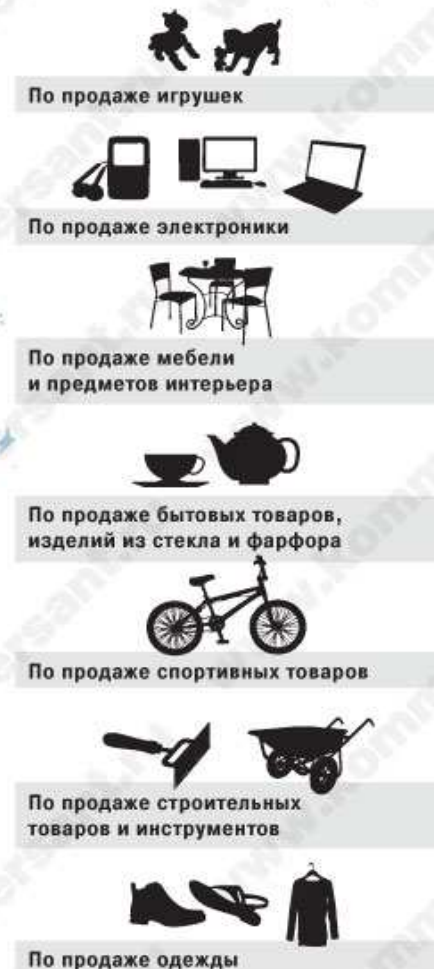 По продаже игрушек
По продаже электроники
По продаже мебели
и предметов интерьера
По продаже бытовых товаров,
изделий из стекла и фарфора
По продаже спортивных товаров
По продаже строительных
товаров и инструментов
По продаже одежды